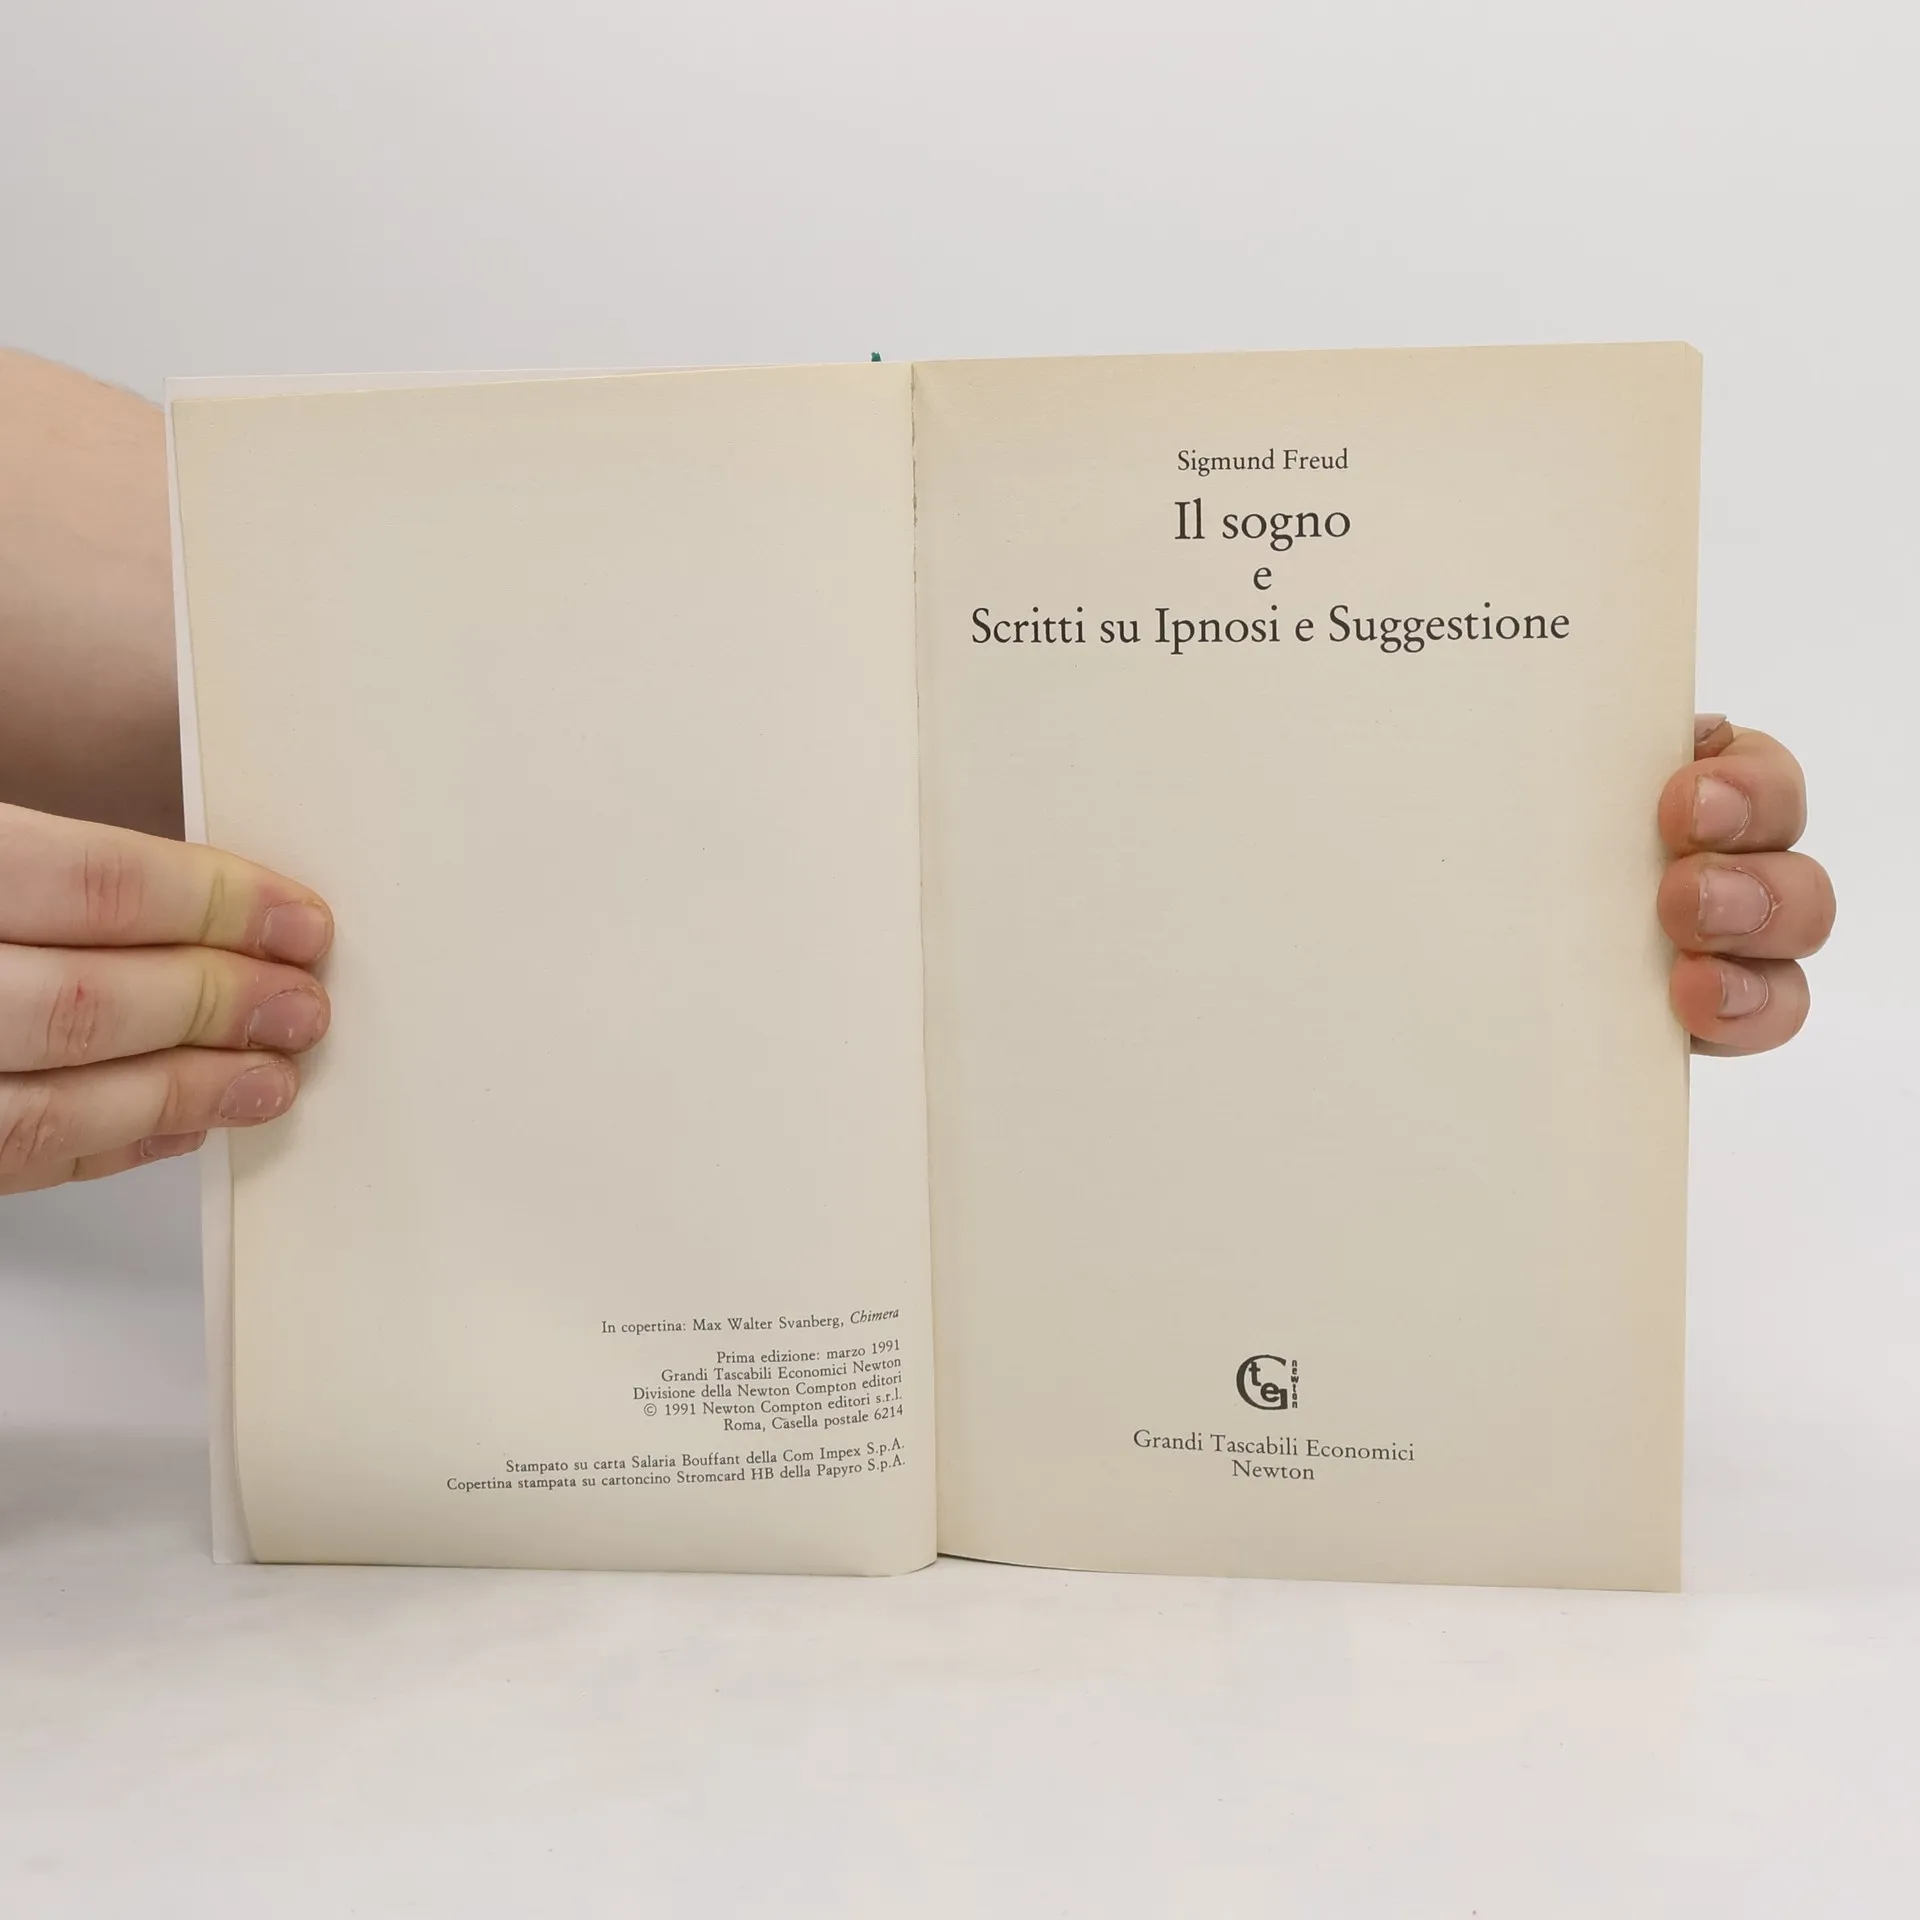 In copertina: Max Walter Svanberg, Chimera
Prima edizione: marzo 1991
Grandi Tascabili Economici Newton
Divisione della Newton Compton editori
© 1991 Newton Compton editori s.r.l.
Roma, Casella postale 6214
Stampato su carta Salaria Bouffant della Com Impex S.p.A.
Copertina stampata su cartoncino Stromcard HB della Papyro S.p.A.
Sigmund Freud
Il sogno
e
Scritti su Ipnosi e Suggestione
teG newton
Grandi Tascabili Economici
Newton